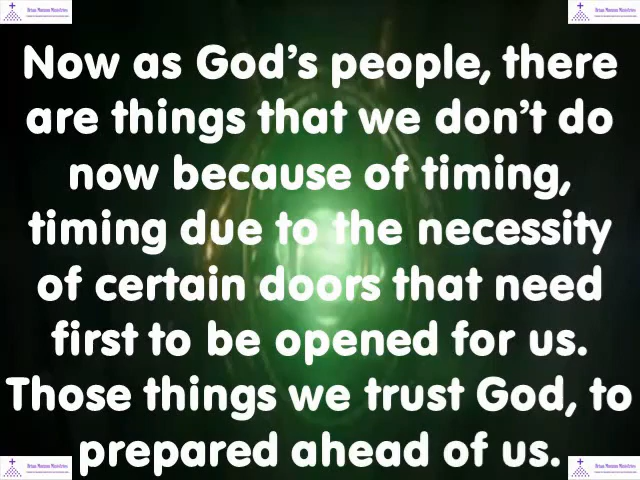 Now as God's people, there
are things that we don't do
now because of timing,
timing due to the necessity
of certain doors that need
first to be opened for us.
Those things we trust God, to
prepared ahead of us.